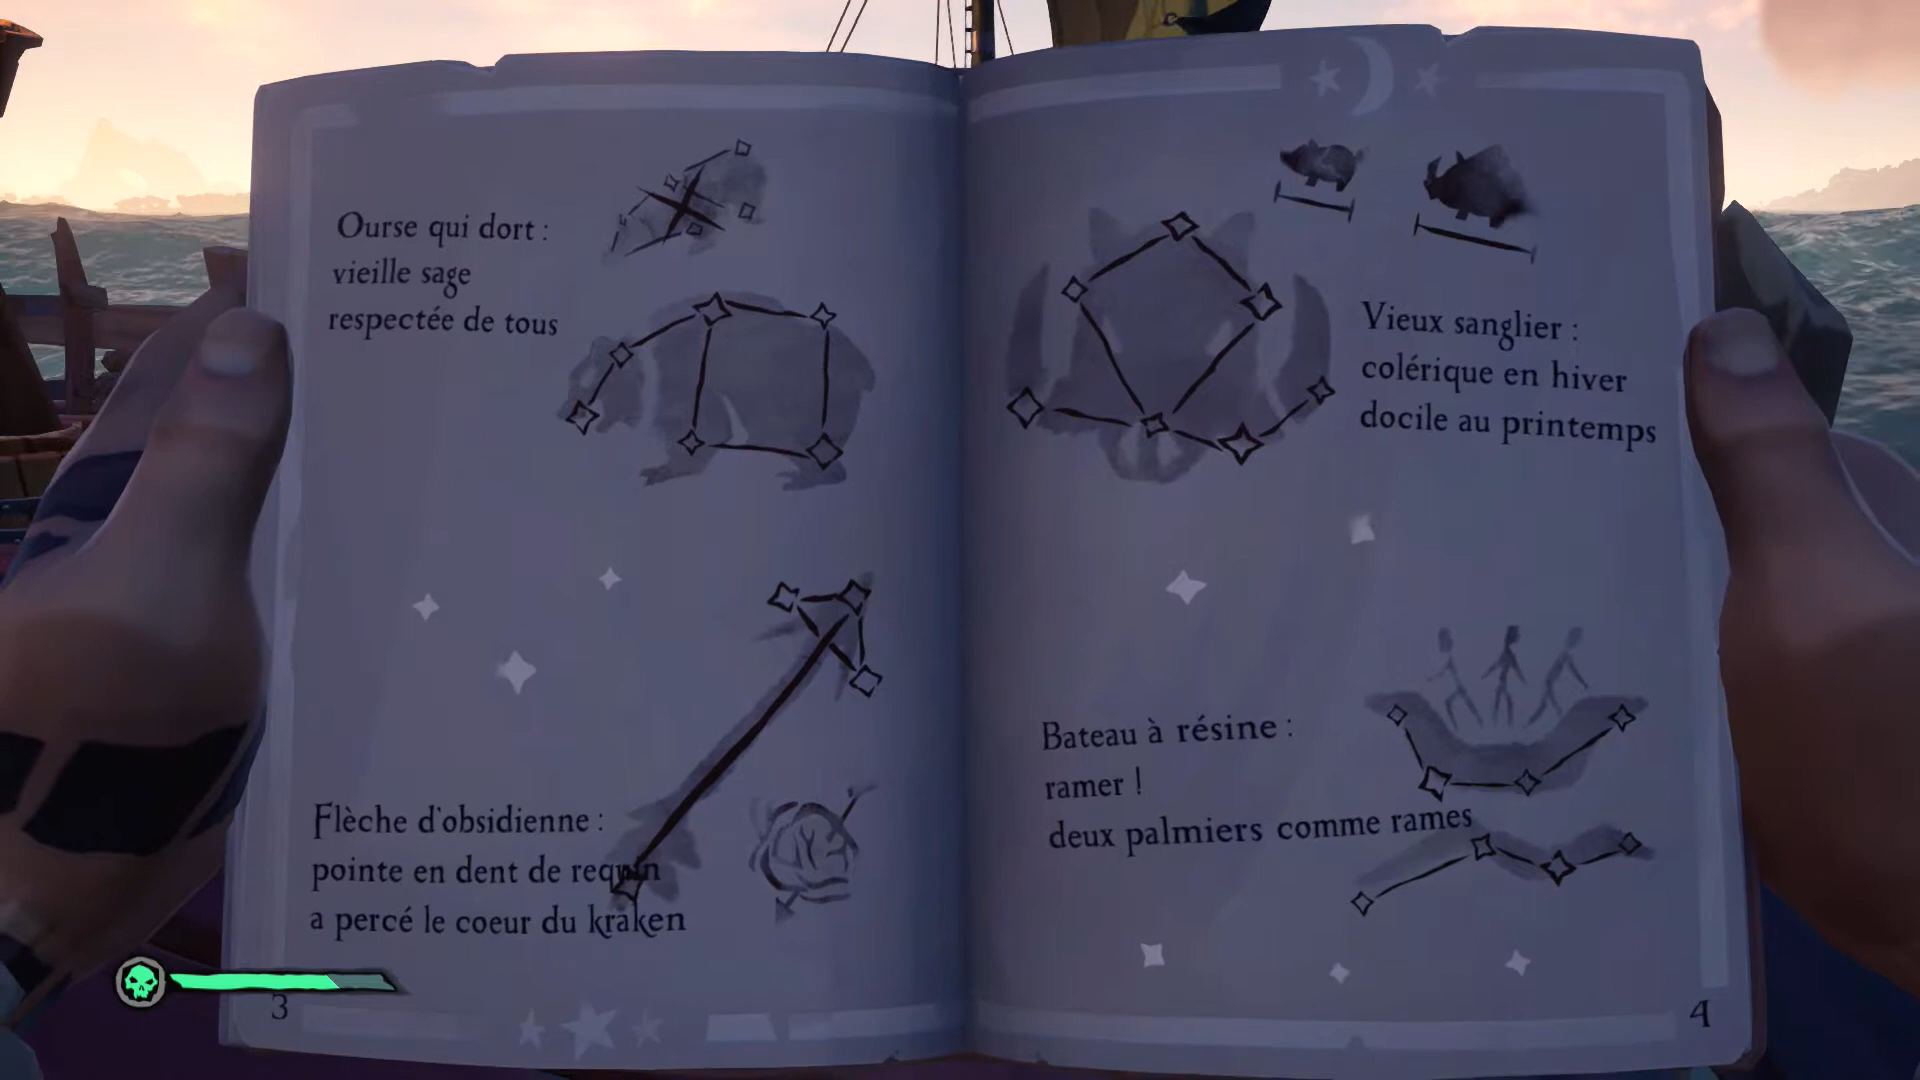 Ourse qui dort :
vieille sage
respectée de tous
Flèche d'obsidienne :
pointe en dent de requin
a percé le coeur du kraken
3
Vieux sanglier :
colérique en hiver
docile au printemps
Bateau à résine :
ramer !
deux palmiers comme rames
4